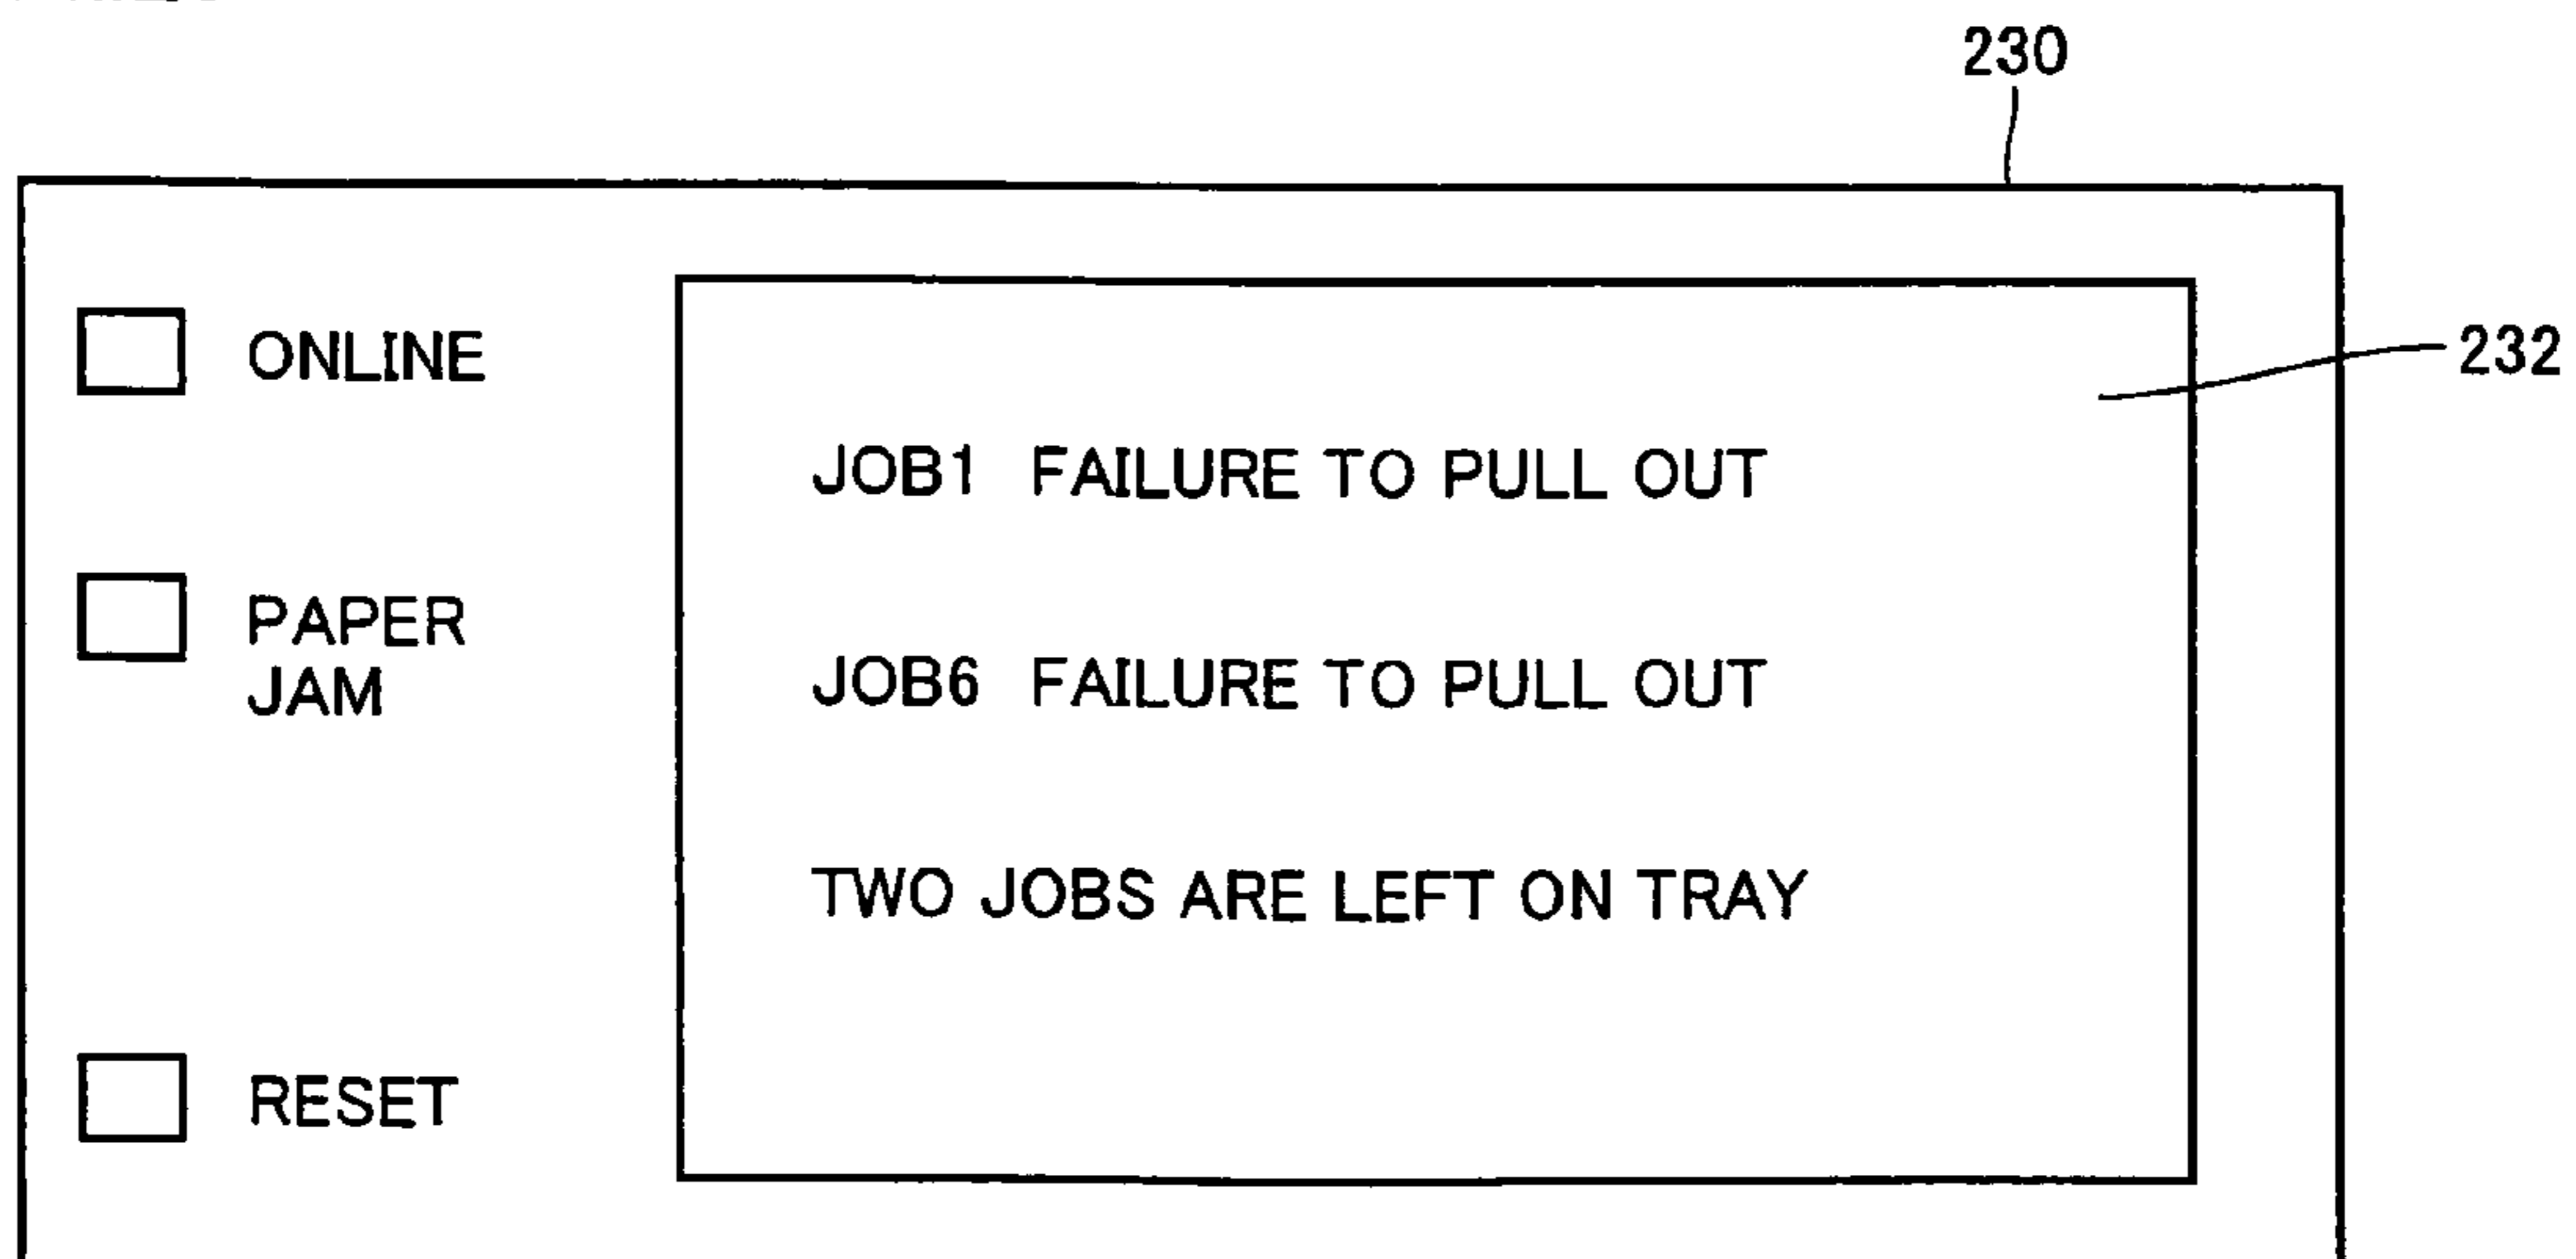 230
ONLINE
232
JOB1 FAILURE TO PULL OUT
PAPER
JAM
JOB6 FAILURE TO PULL OUT
TWO JOBS ARE LEFT ON TRAY
RESET